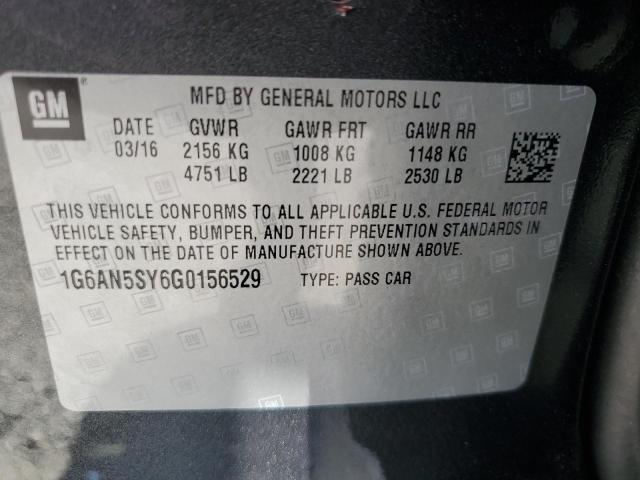 GM ®
MFD BY GENERAL MOTORS LLC
DATE GVWR GAWR FRT GAWR RR
03/16 2156 KG 1008 KG 1148 KG
4751 LB 2221 LB 2530 LB
THIS VEHICLE CONFORMS TO ALL APPLICABLE U.S. FEDERAL MOTOR
VEHICLE SAFETY, BUMPER, AND THEFT PREVENTION STANDARDS IN
EFFECT ON THE DATE OF MANUFACTURE SHOWN ABOVE.
1G6AN5SY6G0156529 TYPE: PASS CAR